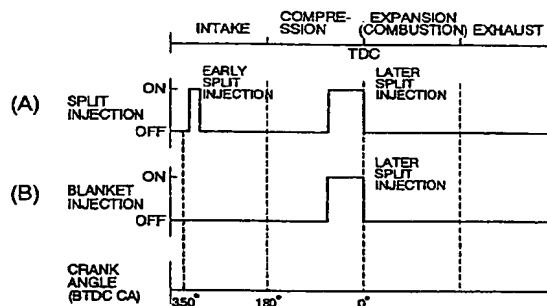 INTAKE
COMPRE-
SSION
EXPANSION
(COMBUSTION)
EXHAUST
TDC
(A)
SPLIT
INJECTION
ON
OFF
EARLY
SPLIT
INJECTION
LATER
SPLIT
INJECTION
(B)
BLANKET
INJECTION
ON
OFF
LATER
SPLIT
INJECTION
CRANK
ANGLE
(BTDC CA)
350°
180°
0°